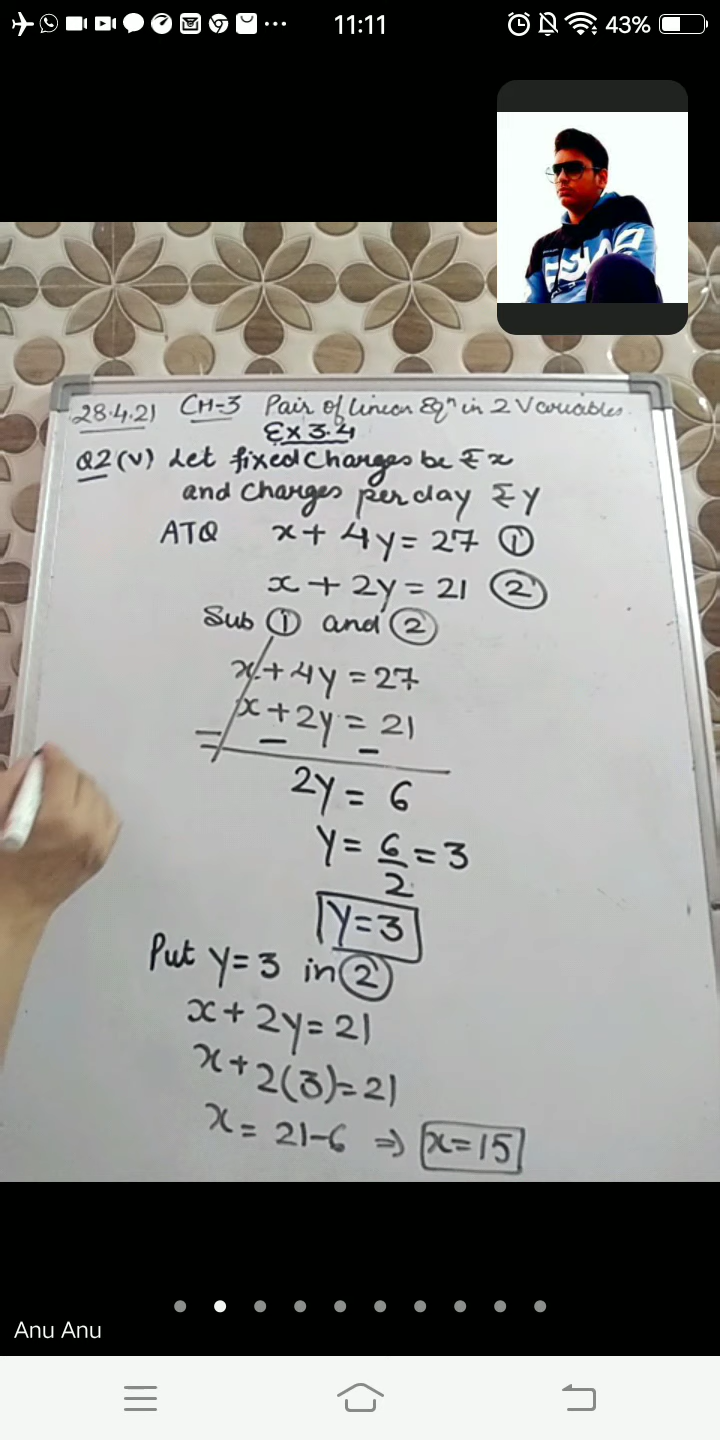 11:11
43%
28.4.21 CH-3 Pair of linear Eqⁿ in 2 Variables.
Ex 3.4
Q2(V) Let fixed Charges be ₹ x
and Charges per day ₹ y
ATQ x + 4y = 27 ①
x + 2y = 21 ②
Sub ① and ②
x + 4y = 27
x + 2y = 21
= − −
2y = 6
y = 6/2 = 3
y = 3
Put y = 3 in ②
x + 2y = 21
x + 2(3) = 21
x = 21 - 6 ⇒ x = 15
Anu Anu